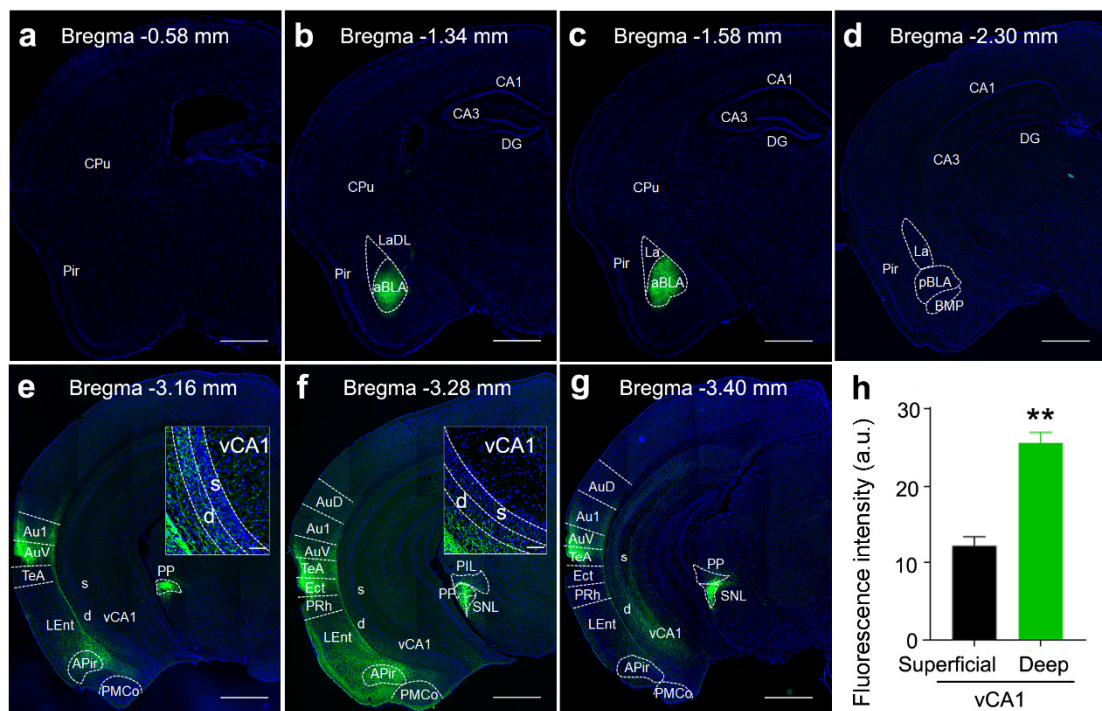 a Bregma -0.58 mm
CPu
Pir
b Bregma -1.34 mm
CA1
CA3
DG
CPu
LaDL
Pir
aBLA
c Bregma -1.58 mm
CA1
CA3
DG
CPu
La
Pir
aBLA
d Bregma -2.30 mm
CA1
DG
CA3
La
Pir
pBLA
BMP
e Bregma -3.16 mm
vCA1
s
d
Au1
AuV
TeA
PP
s
d
vCA1
LEnt
APir
PMCo
f Bregma -3.28 mm
vCA1
s
d
AuD
Au1
AuV
TeA
Ect
PRh
PIL
PP
SNL
s
d
LEnt
vCA1
APir
PMCo
g Bregma -3.40 mm
AuD
Au1
AuV
TeA
Ect
PRh
s
PP
SNL
d
LEnt
vCA1
APir
PMCo
h
Fluorescence intensity (a.u.)
30
20
10
0
**
Superficial Deep
vCA1